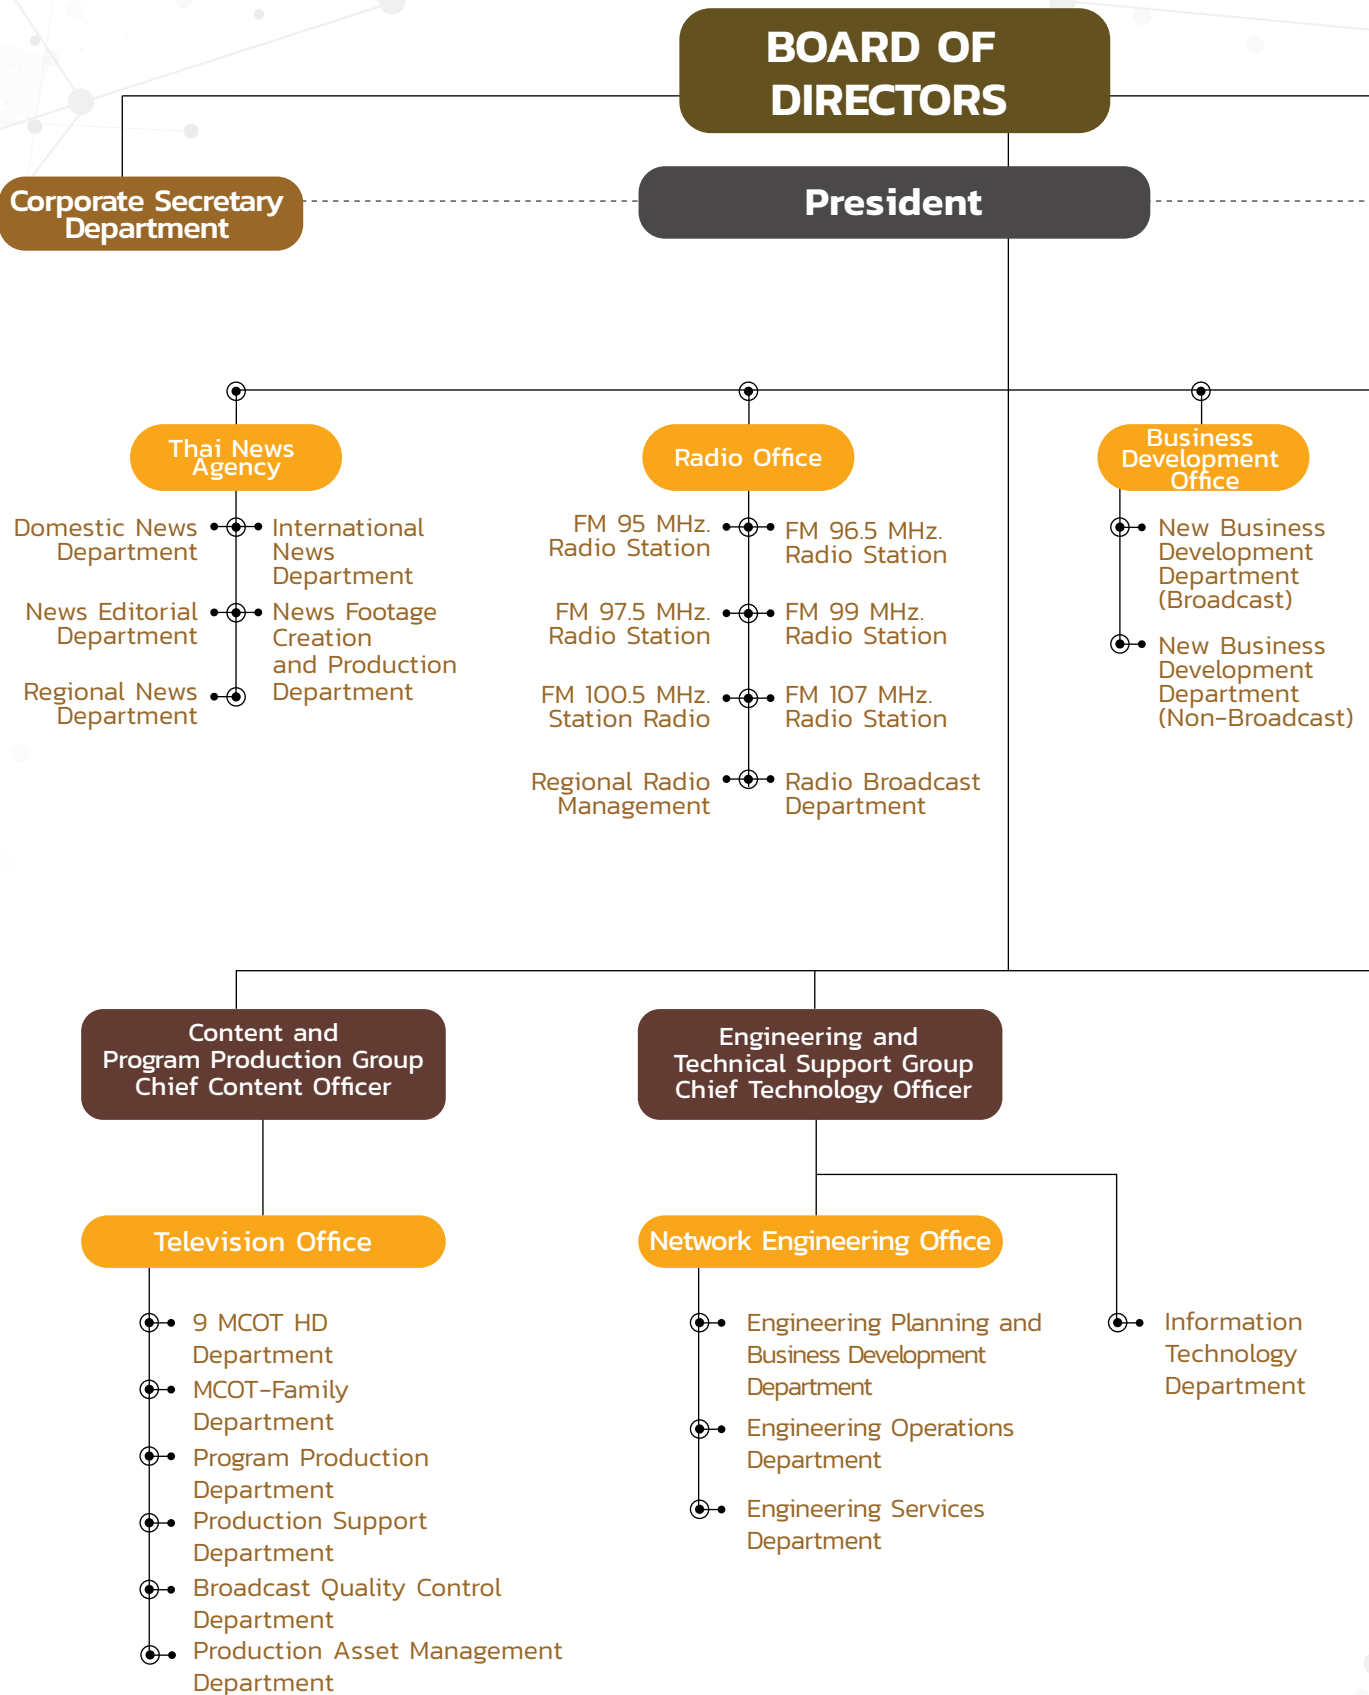 BOARD OF
DIRECTORS
Corporate Secretary
Department
President
Thai News
Agency
Domestic News
Department
International
News
Department
News Editorial
Department
News Footage
Creation
and Production
Department
Regional News
Department
Radio Office
FM 95 MHz.
Radio Station
FM 96.5 MHz.
Radio Station
FM 97.5 MHz.
Radio Station
FM 99 MHz.
Radio Station
FM 100.5 MHz.
Station Radio
FM 107 MHz.
Radio Station
Regional Radio
Management
Radio Broadcast
Department
Business
Development
Office
New Business
Development
Department
(Broadcast)
New Business
Development
Department
(Non-Broadcast)
Content and
Program Production Group
Chief Content Officer
Television Office
9 MCOT HD
Department
MCOT-Family
Department
Program Production
Department
Production Support
Department
Broadcast Quality Control
Department
Production Asset Management
Department
Engineering and
Technical Support Group
Chief Technology Officer
Network Engineering Office
Engineering Planning and
Business Development
Department
Engineering Operations
Department
Engineering Services
Department
Information
Technology
Department